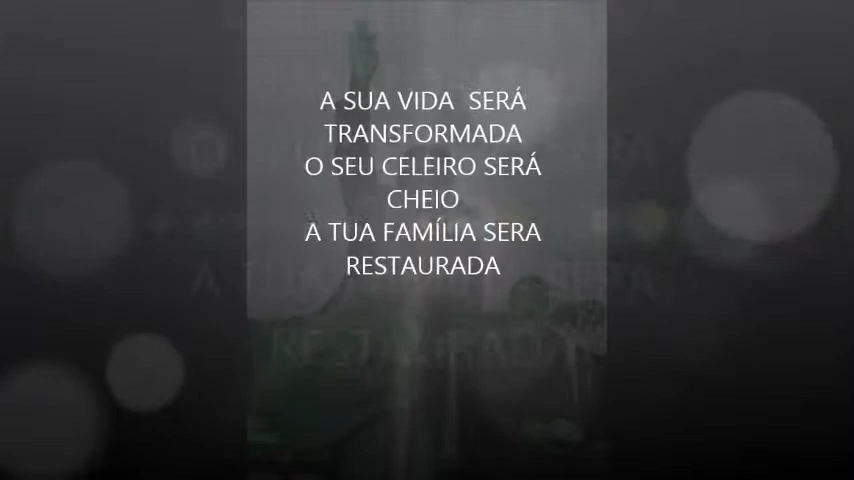 A SUA VIDA  SERÁ
TRANSFORMADA
O SEU CELEIRO SERÁ
CHEIO
A TUA FAMÍLIA SERA
RESTAURADA